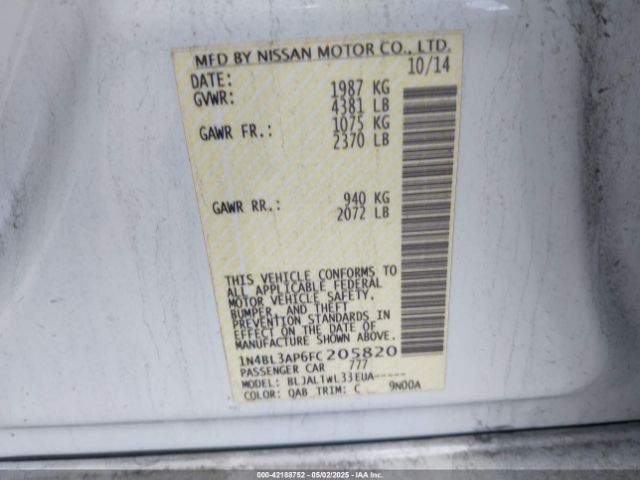 MFD BY NISSAN MOTOR CO., LTD.
DATE: 10/14
GVWR: 1987 KG
4381 LB
GAWR FR.: 1075 KG
2370 LB
GAWR RR.: 940 KG
2072 LB
THIS VEHICLE CONFORMS TO
ALL APPLICABLE FEDERAL
MOTOR VEHICLE SAFETY,
BUMPER, AND THEFT
PREVENTION STANDARDS IN
EFFECT ON THE DATE OF
MANUFACTURE SHOWN ABOVE.
1N4BL3AP6FC205820
PASSENGER CAR 777
MODEL: BLJALTWL33EUA-----
COLOR: QAB TRIM: C 9N00A
000-42188752 05/02/2025 IAA Inc.